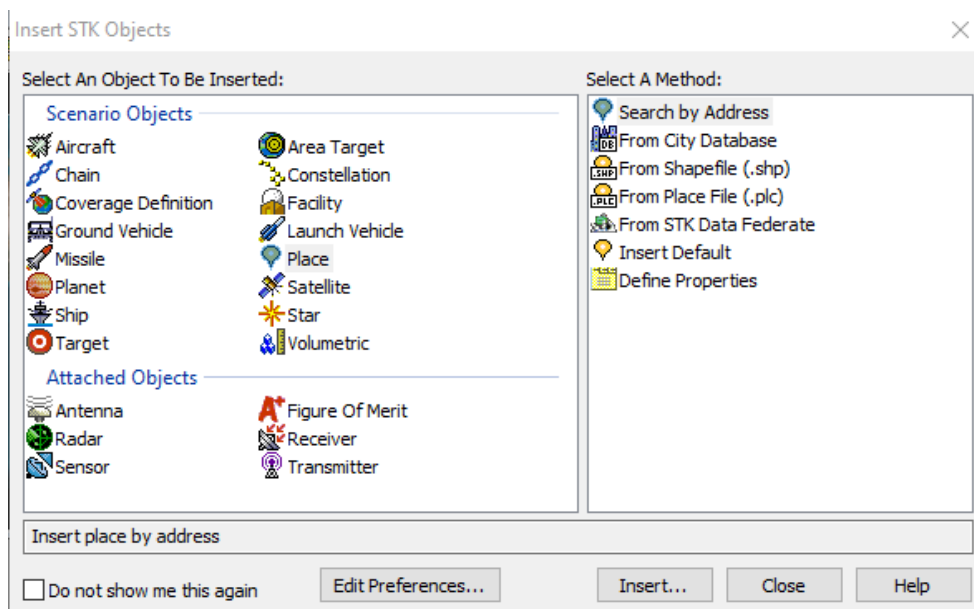 Insert STK Objects
Select An Object To Be Inserted:
Scenario Objects
Aircraft Area Target
Chain Constellation
Coverage Definition Facility
Ground Vehicle Launch Vehicle
Missile Place
Planet Satellite
Ship Star
Target Volumetric
Attached Objects
Antenna Figure Of Merit
Radar Receiver
Sensor Transmitter
Select A Method:
Search by Address
From City Database
From Shapefile (.shp)
From Place File (.plc)
From STK Data Federate
Insert Default
Define Properties
Insert place by address
Do not show me this again Edit Preferences... Insert... Close Help